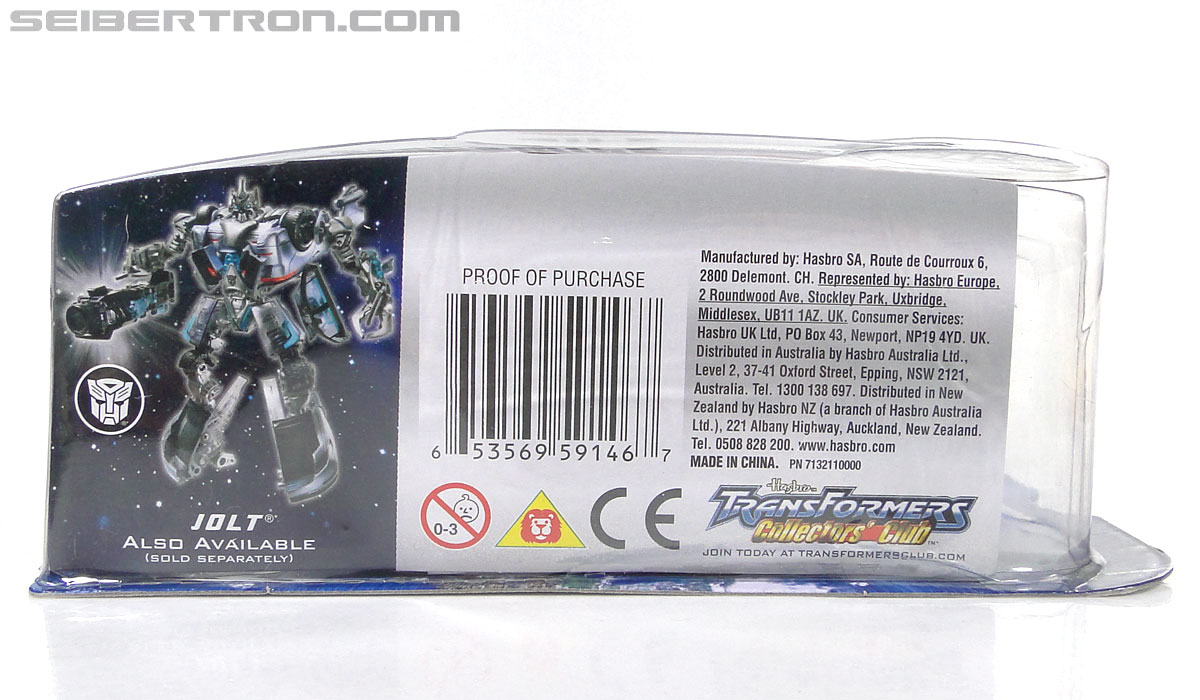 SEIBERTRON.COM
PROOF OF PURCHASE
6 53569 59146 7
Manufactured by: Hasbro SA, Route de Courroux 6,
2800 Delemont. CH. Represented by: Hasbro Europe,
2 Roundwood Ave, Stockley Park, Uxbridge,
Middlesex, UB11 1AZ. UK. Consumer Services:
Hasbro UK Ltd, PO Box 43, Newport, NP19 4YD. UK.
Distributed in Australia by Hasbro Australia Ltd.,
Level 2, 37-41 Oxford Street, Epping, NSW 2121,
Australia. Tel. 1300 138 697. Distributed in New
Zealand by Hasbro NZ (a branch of Hasbro Australia
Ltd.), 221 Albany Highway, Auckland, New Zealand.
Tel. 0508 828 200. www.hasbro.com
MADE IN CHINA. PN 7132110000
0-3
CE
Hasbro
TRANSFORMERS
Collectors' Club™
JOIN TODAY AT TRANSFORMERSCLUB.COM
JOLT®
ALSO AVAILABLE
(SOLD SEPARATELY)